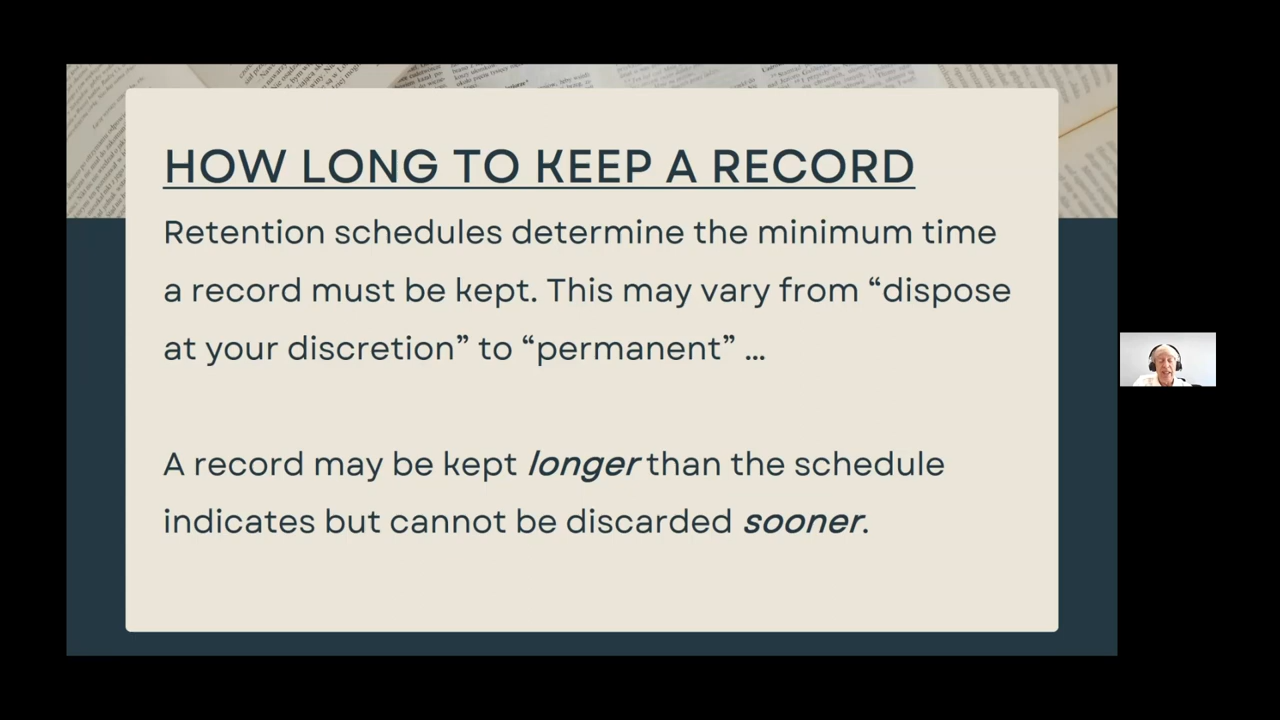 HOW LONG TO KEEP A RECORD
Retention schedules determine the minimum time
a record must be kept. This may vary from “dispose
at your discretion” to “permanent” ...
A record may be kept longer than the schedule
indicates but cannot be discarded sooner.